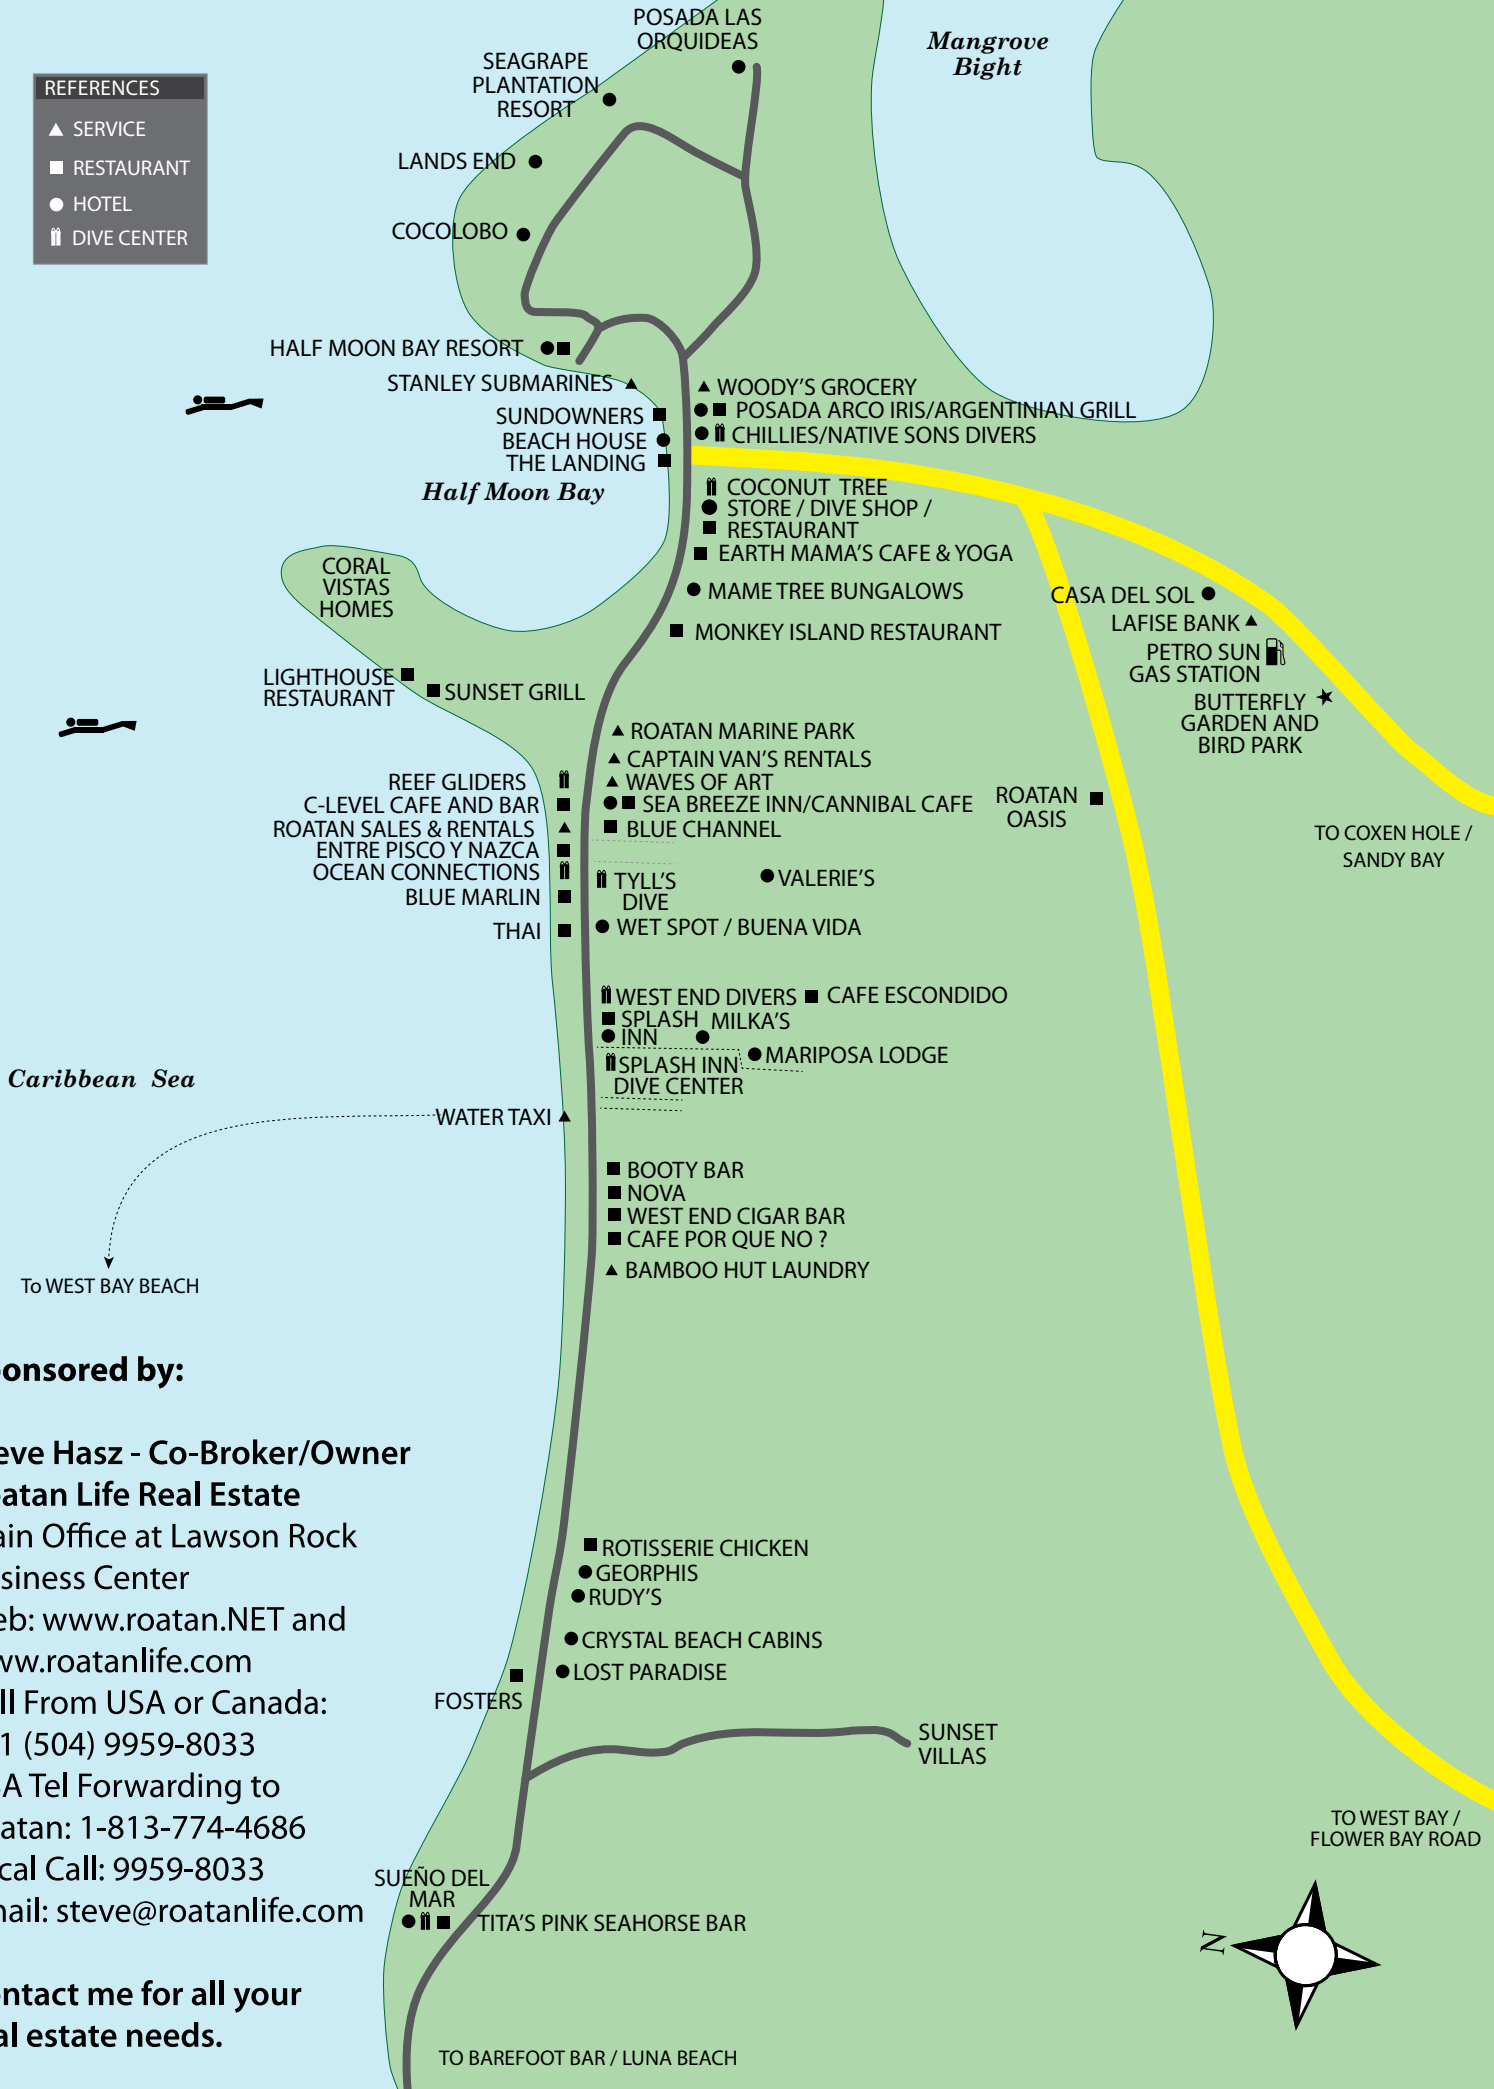 POSADA LAS
ORQUIDEAS
Mangrove
Bight
SEAGRAPE
PLANTATION
RESORT
REFERENCES
SERVICE
RESTAURANT
HOTEL
DIVE CENTER
LANDS END
COCOLOBO
HALF MOON BAY RESORT
STANLEY SUBMARINES
SUNDOWNERS
BEACH HOUSE
THE LANDING
Half Moon Bay
WOODY'S GROCERY
POSADA ARCO IRIS/ARGENTINIAN GRILL
CHILLIES/NATIVE SONS DIVERS
COCONUT TREE
STORE / DIVE SHOP /
RESTAURANT
EARTH MAMA'S CAFE & YOGA
MAME TREE BUNGALOWS
MONKEY ISLAND RESTAURANT
CORAL
VISTAS
HOMES
LIGHTHOUSE
RESTAURANT
SUNSET GRILL
CASA DEL SOL
LAFISE BANK
PETRO SUN
GAS STATION
BUTTERFLY
GARDEN AND
BIRD PARK
ROATAN MARINE PARK
CAPTAIN VAN'S RENTALS
WAVES OF ART
SEA BREEZE INN/CANNIBAL CAFE
BLUE CHANNEL
REEF GLIDERS
C-LEVEL CAFE AND BAR
ROATAN SALES & RENTALS
ENTRE PISCO Y NAZCA
OCEAN CONNECTIONS
BLUE MARLIN
THAI
ROATAN
OASIS
TO COXEN HOLE /
SANDY BAY
TYLL'S
DIVE
VALERIE'S
WET SPOT / BUENA VIDA
WEST END DIVERS
CAFE ESCONDIDO
SPLASH
INN
MILKA'S
MARIPOSA LODGE
SPLASH INN
DIVE CENTER
Caribbean Sea
WATER TAXI
To WEST BAY BEACH
BOOTY BAR
NOVA
WEST END CIGAR BAR
CAFE POR QUE NO ?
BAMBOO HUT LAUNDRY
onsored by:
eve Hasz - Co-Broker/Owner
atan Life Real Estate
ain Office at Lawson Rock
siness Center
eb: www.roatan.NET and
ww.roatanlife.com
ll From USA or Canada:
1 (504) 9959-8033
A Tel Forwarding to
atan: 1-813-774-4686
cal Call: 9959-8033
nail: steve@roatanlife.com
ntact me for all your
al estate needs.
ROTISSERIE CHICKEN
GEORPHIS
RUDY'S
CRYSTAL BEACH CABINS
LOST PARADISE
FOSTERS
SUNSET
VILLAS
TO WEST BAY /
FLOWER BAY ROAD
SUEÑO DEL
MAR
TITA'S PINK SEAHORSE BAR
N
TO BAREFOOT BAR / LUNA BEACH